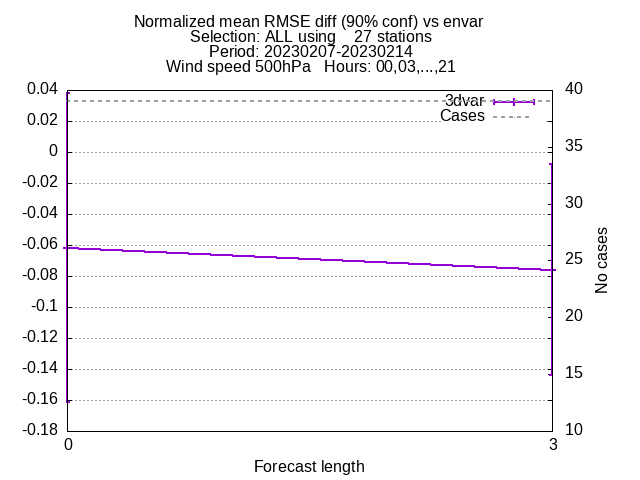 Normalized mean RMSE diff (90% conf) vs envar
Selection: ALL using    27 stations
Period: 20230207-20230214
Wind speed 500hPa   Hours: 00,03,...,21
3dvar
Cases
0.04
0.02
0
-0.02
-0.04
-0.06
-0.08
-0.1
-0.12
-0.14
-0.16
-0.18
40
35
30
25
20
15
10
No cases
0
3
Forecast length